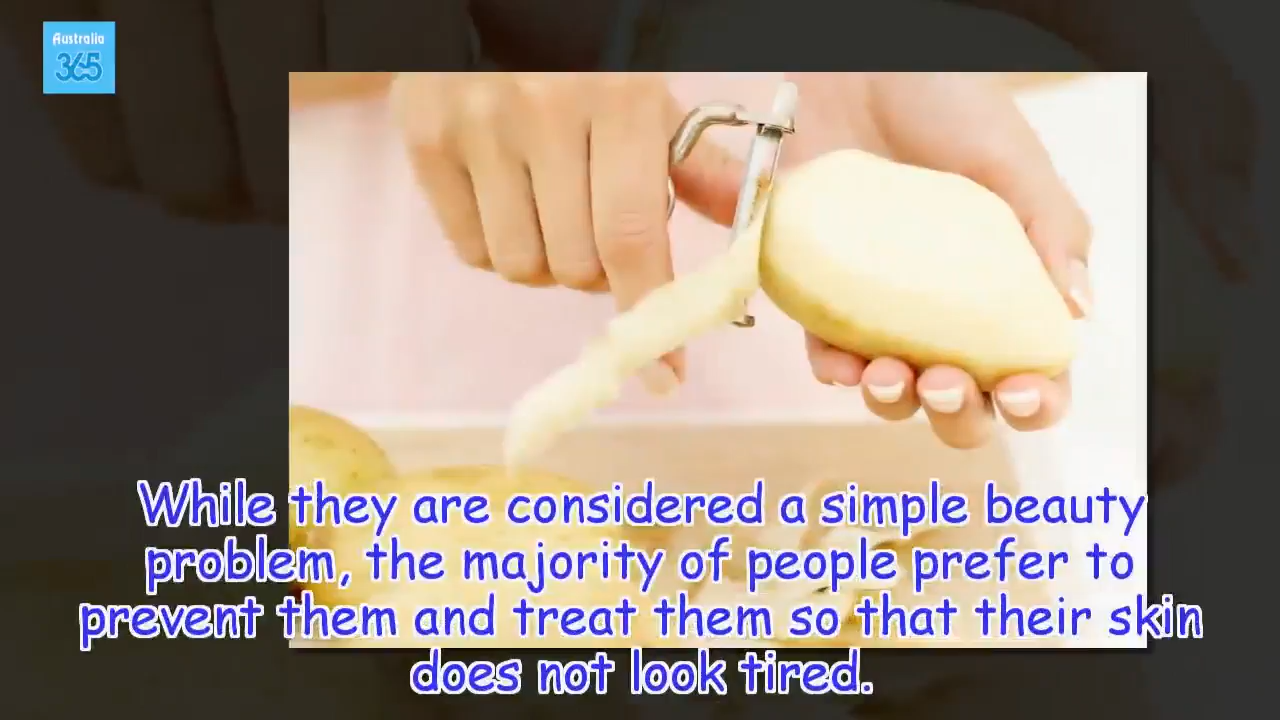 Australia
365
While they are considered a simple beauty
problem, the majority of people prefer to
prevent them and treat them so that their skin
does not look tired.